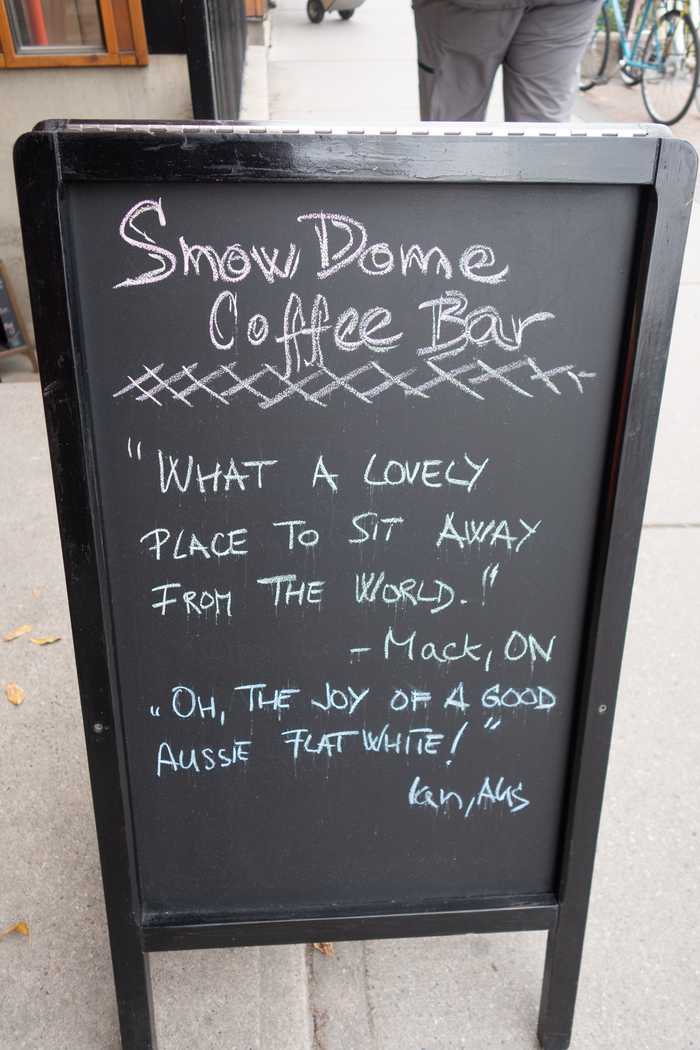 Snow Dome
Coffee Bar
"WHAT A LOVELY
PLACE TO SIT AWAY
FROM THE WORLD."
- Mack, ON
„OH, THE JOY OF A GOOD
AUSSIE FLAT WHITE!"
Ian, AUS